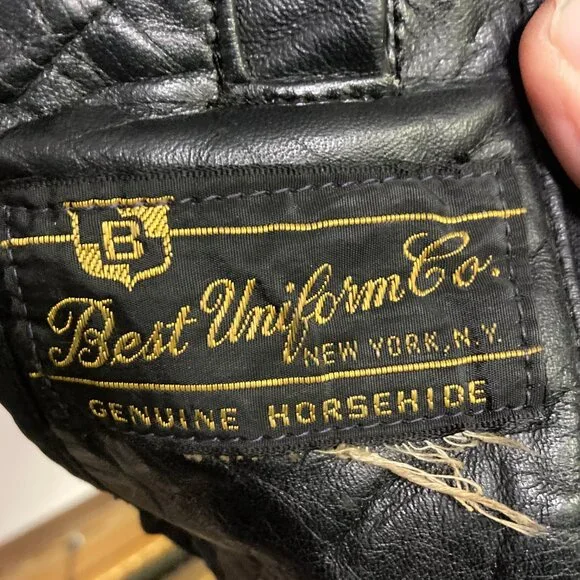 B
Best Uniform Co.
NEW YORK, N.Y.
GENUINE HORSEHIDE